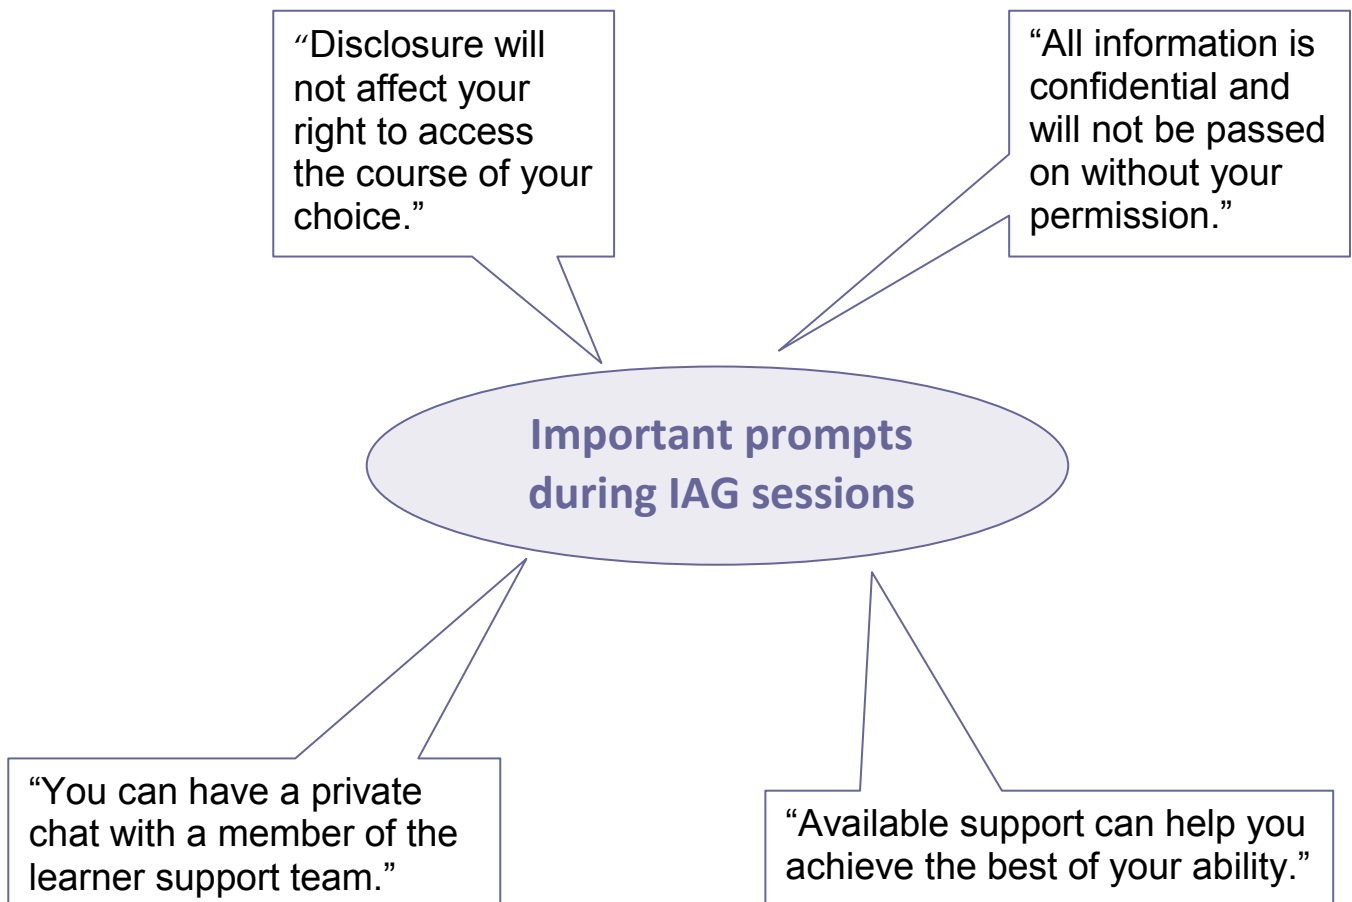 “Disclosure will
not affect your
right to access
the course of your
choice.”
“All information is
confidential and
will not be passed
on without your
permission.”
Important prompts
during IAG sessions
“You can have a private
chat with a member of the
learner support team.”
“Available support can help you
achieve the best of your ability.”